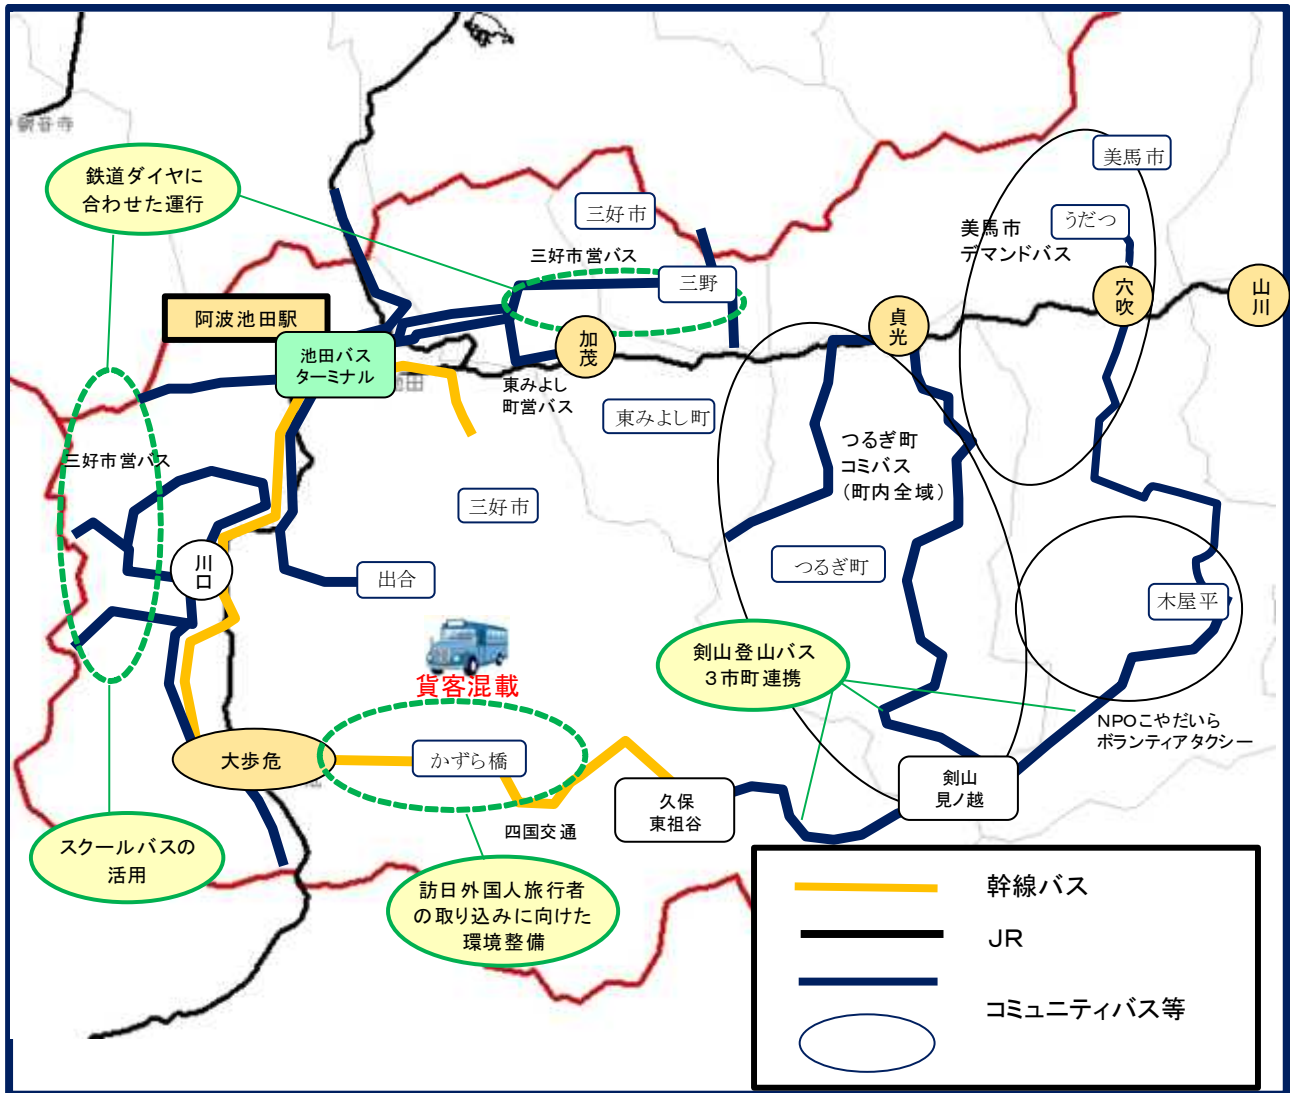 観音寺
鉄道ダイヤに
合わせた運行
美馬市
三好市
うだつ
美馬市
デマンドバス
三好市営バス
三野
穴吹
山川
阿波池田駅
貞光
加茂
池田バス
ターミナル
池田
東みよし
町営バス
東みよし町
つるぎ町
コミバス
（町内全域）
三好市営バス
三好市
川口
出合
つるぎ町
木屋平
剣山登山バス
３市町連携
貨客混載
NPOこやだいら
ボランティアタクシー
大歩危
かずら橋
剣山
見ノ越
久保
東祖谷
四国交通
スクールバスの
活用
訪日外国人旅行者
の取り込みに向けた
環境整備
幹線バス
ＪＲ
コミュニティバス等